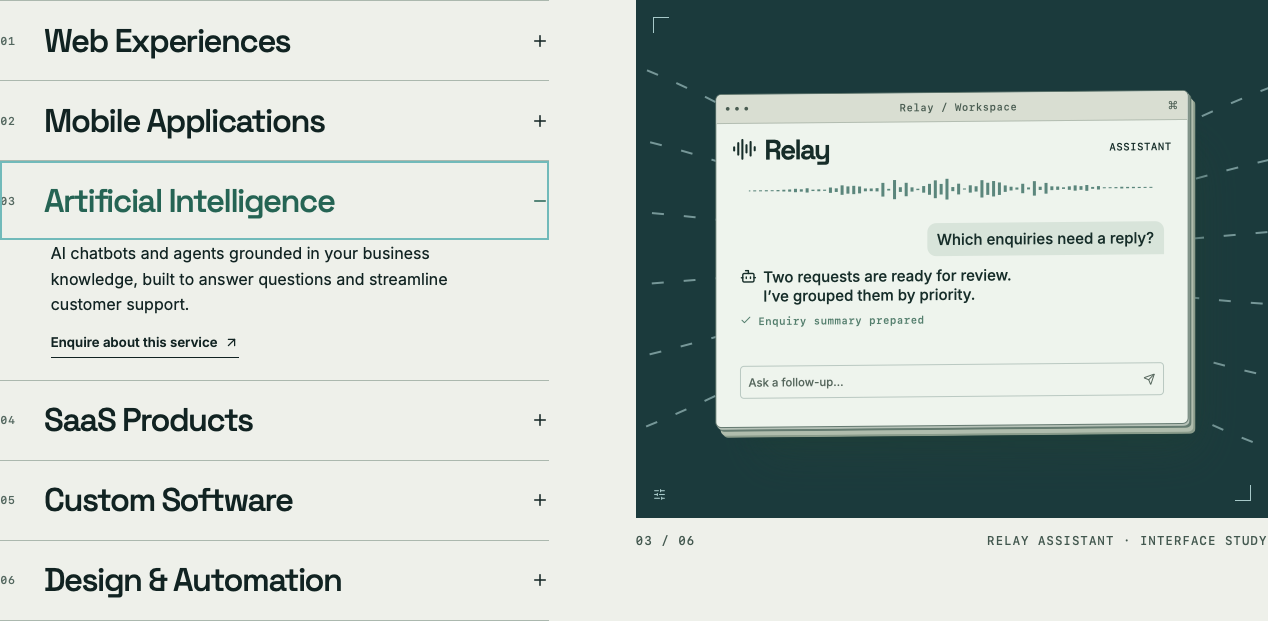 01 Web Experiences
02 Mobile Applications
03 Artificial Intelligence
AI chatbots and agents grounded in your business
knowledge, built to answer questions and streamline
customer support.
Enquire about this service
04 SaaS Products
05 Custom Software
06 Design & Automation
Relay / Workspace ⌘
Relay
ASSISTANT
Which enquiries need a reply?
Two requests are ready for review.
I've grouped them by priority.
Enquiry summary prepared
Ask a follow-up...
03 / 06
RELAY ASSISTANT · INTERFACE STUDY